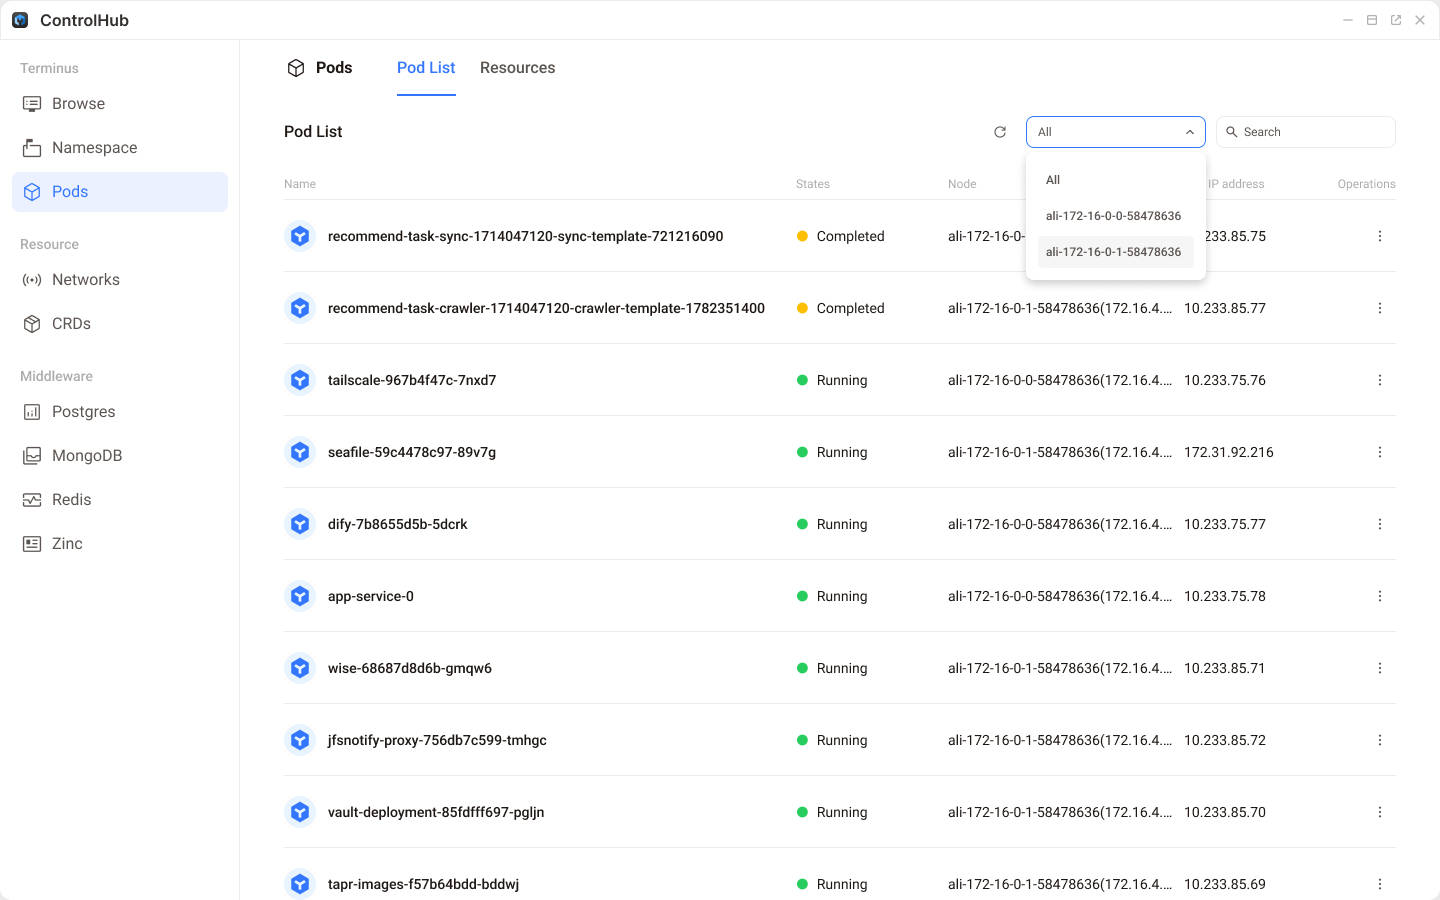 ControlHub
Terminus
Browse
Namespace
Pods
Resource
Networks
CRDs
Middleware
Postgres
MongoDB
Redis
Zinc
Pods Pod List Resources
Pod List All Search
All
ali-172-16-0-0-58478636
ali-172-16-0-1-58478636
Name States Node IP address Operations
recommend-task-sync-1714047120-sync-template-721216090 Completed ali-172-16-0- 233.85.75
recommend-task-crawler-1714047120-crawler-template-1782351400 Completed ali-172-16-0-1-58478636(172.16.4.... 10.233.85.77
tailscale-967b4f47c-7nxd7 Running ali-172-16-0-0-58478636(172.16.4.... 10.233.75.76
seafile-59c4478c97-89v7g Running ali-172-16-0-1-58478636(172.16.4.... 172.31.92.216
dify-7b8655d5b-5dcrk Running ali-172-16-0-0-58478636(172.16.4.... 10.233.75.77
app-service-0 Running ali-172-16-0-0-58478636(172.16.4.... 10.233.75.78
wise-68687d8d6b-gmqw6 Running ali-172-16-0-1-58478636(172.16.4.... 10.233.85.71
jfsnotify-proxy-756db7c599-tmhgc Running ali-172-16-0-1-58478636(172.16.4.... 10.233.85.72
vault-deployment-85fdfff697-pgljn Running ali-172-16-0-1-58478636(172.16.4.... 10.233.85.70
tapr-images-f57b64bdd-bddwj Running ali-172-16-0-1-58478636(172.16.4.... 10.233.85.69